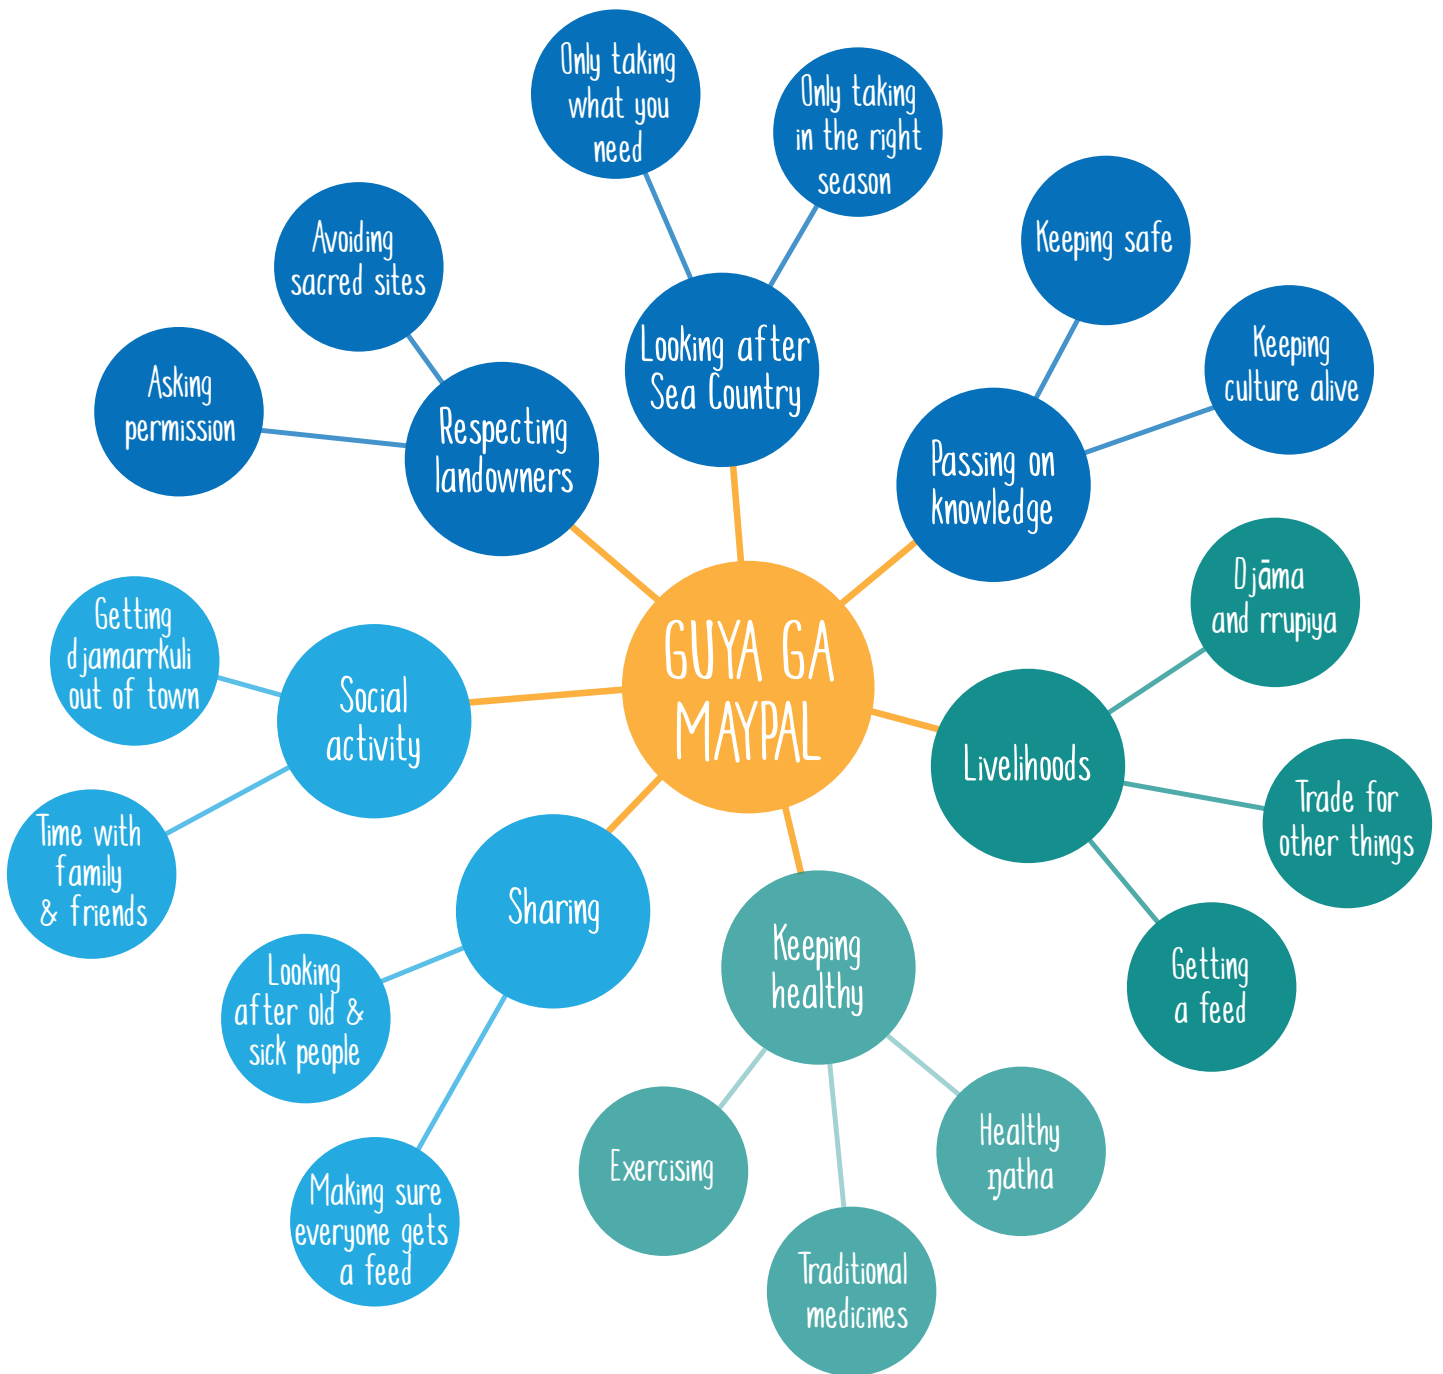 GUYA GA
MAYPAL
Looking after
Sea Country
Only taking
what you
need
Only taking
in the right
season
Passing on
knowledge
Keeping safe
Keeping
culture alive
Livelihoods
Djāma
and rrupiya
Trade for
other things
Getting
a feed
Keeping
healthy
Healthy
ŋatha
Traditional
medicines
Exercising
Sharing
Making sure
everyone gets
a feed
Looking
after old &
sick people
Social
activity
Time with
family
& friends
Getting
djamarrkuli
out of town
Respecting
landowners
Asking
permission
Avoiding
sacred sites